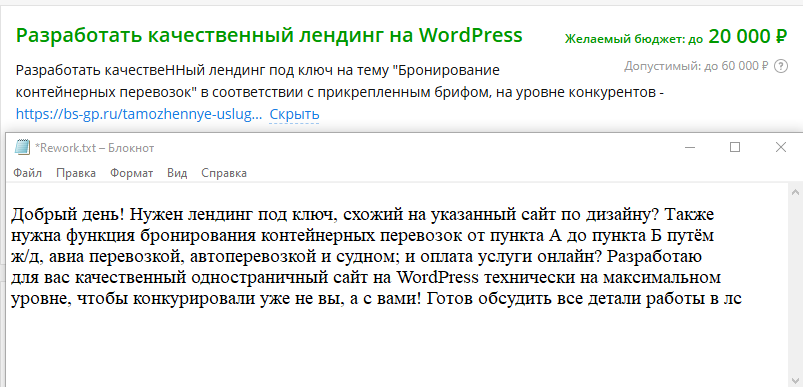 Разработать качественный лендинг на WordPress
Желаемый бюджет: до 20 000 ₽
Допустимый: до 60 000 ₽ ?
Разработать качествеННый лендинг под ключ на тему "Бронирование
контейнерных перевозок" в соответствии с прикрепленным брифом, на уровне конкурентов -
https://bs-gp.ru/tamozhennye-uslug... Скрыть
*Rework.txt – Блокнот
Файл Правка Формат Вид Справка
Добрый день! Нужен лендинг под ключ, схожий на указанный сайт по дизайну? Также
нужна функция бронирования контейнерных перевозок от пункта А до пункта Б путём
ж/д, авиа перевозкой, автоперевозкой и судном; и оплата услуги онлайн? Разработаю
для вас качественный одностраничный сайт на WordPress технически на максимальном
уровне, чтобы конкурировали уже не вы, а с вами! Готов обсудить все детали работы в лс